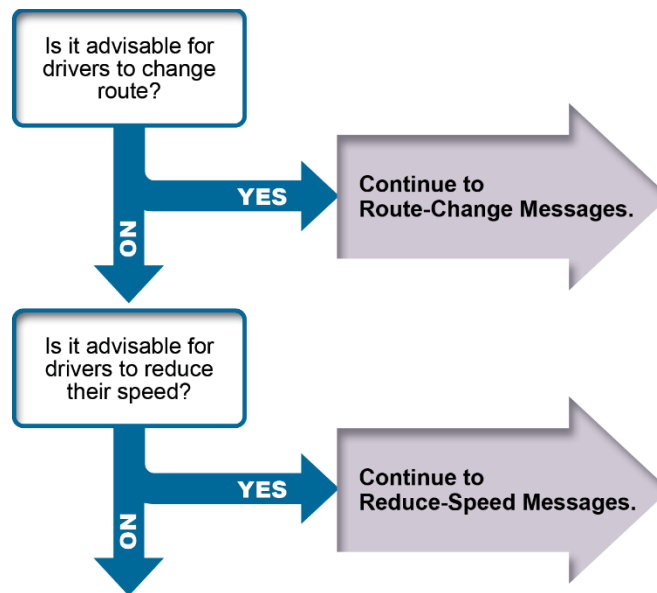 Is it advisable for
drivers to change
route?
YES
Continue to
Route-Change Messages.
NO
Is it advisable for
drivers to reduce
their speed?
YES
Continue to
Reduce-Speed Messages.
NO